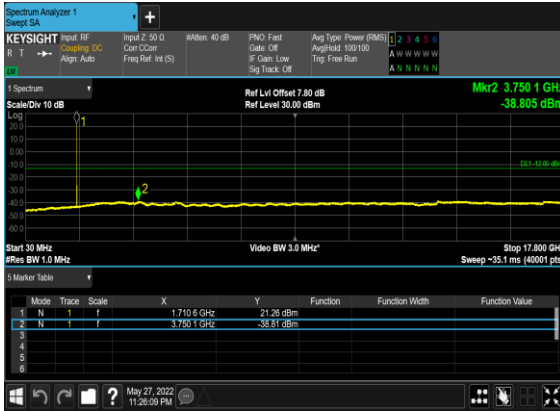 Spectrum Analyzer 1
Swept SA
+
KEYSIGHT Input: RF Input Z: 50 Ω #Atten: 40 dB PNO: Fast Avg Type: Power (RMS) 1 2 3 4 5 6
R T Coupling: DC Corr CCorr Gate: Off Avg|Hold: 100/100 A W W W W W
Align: Auto Freq Ref: Int (S) IF Gain: Low Trig: Free Run
Sig Track: Off A N N N N N
1 Spectrum Ref Lvl Offset 7.80 dB Mkr2 3.750 1 GHz
Scale/Div 10 dB Ref Level 30.00 dBm -38.805 dBm
Log
20.0
10.0
0.00
-10.0 DL1 -13.00 dBm
-20.0
-30.0
-40.0
-50.0
-60.0
1
2
Start 30 MHz Video BW 3.0 MHz* Stop 17.800 GH
#Res BW 1.0 MHz Sweep ~35.1 ms (40001 pts
5 Marker Table
Mode Trace Scale X Y Function Function Width Function Value
1 N 1 f 1.710 6 GHz 21.26 dBm
2 N 1 f 3.750 1 GHz -38.81 dBm
3
4
5
6
? May 27, 2022
11:26:09 PM